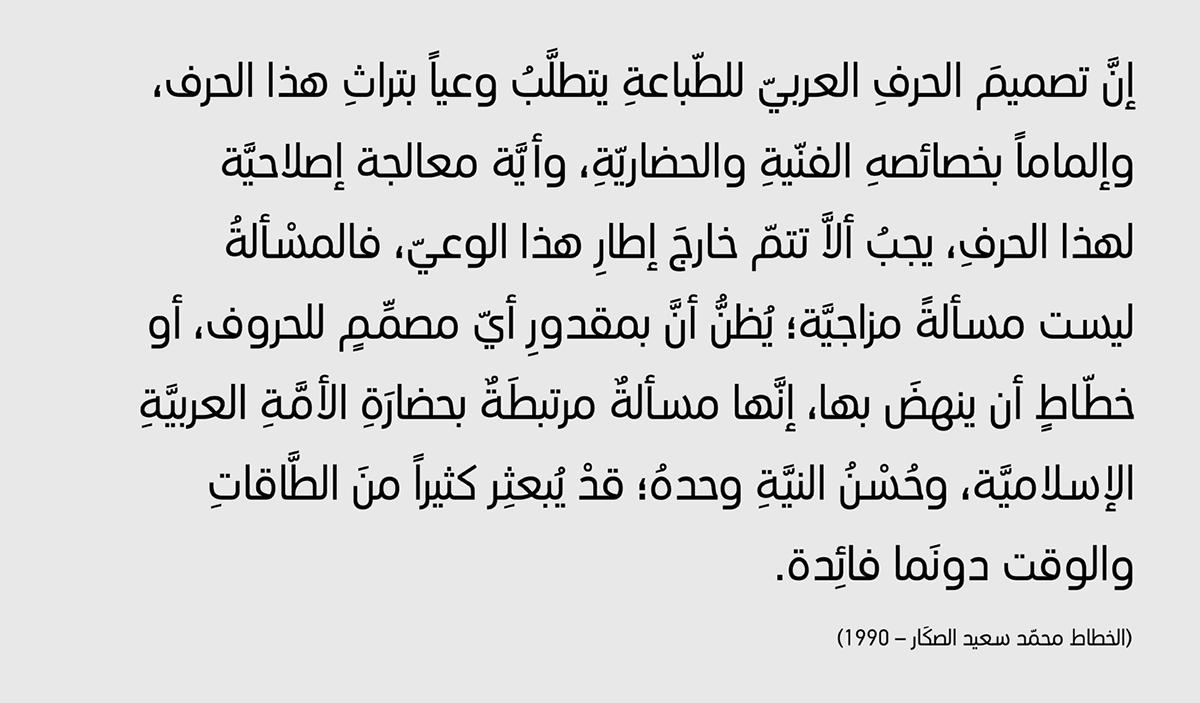 إنَّ تصميمَ الحرفِ العربيّ للطّباعةِ يتطلَّبُ وعياً بتراثِ هذا الحرف،
وإلماماً بخصائصهِ الفنّيةِ والحضاريّةِ، وأيَّة معالجة إصلاحيَّة
لهذا الحرفِ، يجبُ ألاَّ تتمّ خارجَ إطارِ هذا الوعيّ، فالمسْألةُ
ليست مسألةً مزاجيَّة؛ يُظنُّ أنَّ بمقدورِ أيّ مصمِّمٍ للحروف، أو
خطّاطٍ أن ينهضَ بها، إنَّها مسألةٌ مرتبطَةٌ بحضارَةِ الأمَّةِ العربيَّةِ
الإسلاميَّة، وحُسْنُ النيَّةِ وحدهُ؛ قدْ يُبعثِر كثيراً منَ الطَّاقاتِ
والوقت دونَما فائِدة.
(الخطاط محمّد سعيد الصكَار – 1990)